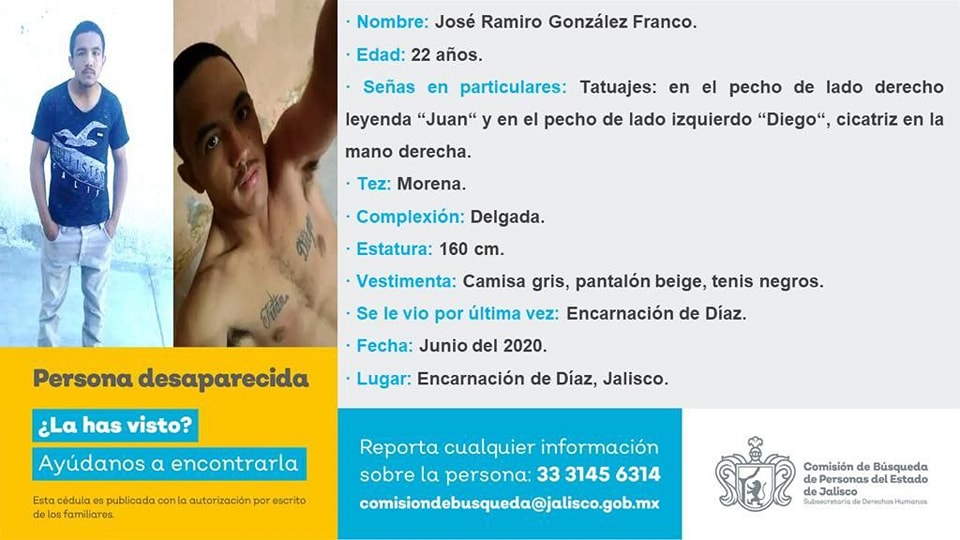 · Nombre: José Ramiro González Franco.
· Edad: 22 años.
· Señas en particulares: Tatuajes: en el pecho de lado derecho
leyenda “Juan“ y en el pecho de lado izquierdo “Diego“, cicatriz en la
mano derecha.
· Tez: Morena.
· Complexión: Delgada.
· Estatura: 160 cm.
· Vestimenta: Camisa gris, pantalón beige, tenis negros.
· Se le vio por última vez: Encarnación de Díaz.
· Fecha: Junio del 2020.
· Lugar: Encarnación de Díaz, Jalisco.
Diego
Juan
Persona desaparecida
¿La has visto?
Ayúdanos a encontrarla
Esta cédula es publicada con la autorización por escrito
de los familiares.
Reporta cualquier información
sobre la persona: 33 3145 6314
comisiondebusqueda@jalisco.gob.mx
Comisión de Búsqueda
de Personas del Estado
de Jalisco
Subsecretaría de Derechos Humanos